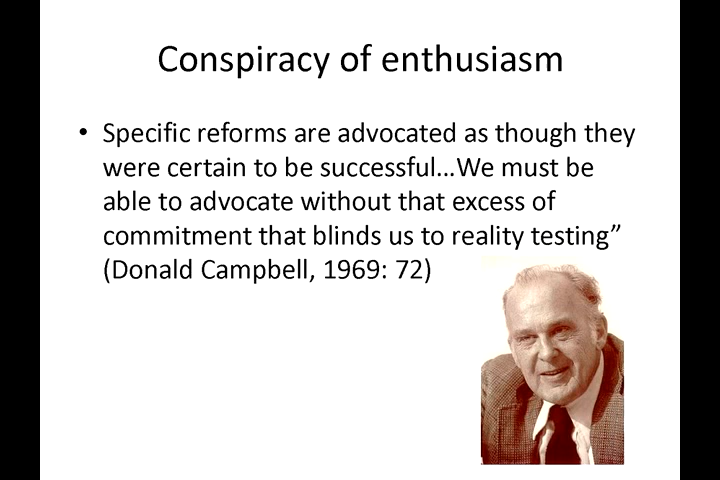 Conspiracy of enthusiasm
• Specific reforms are advocated as though they
were certain to be successful...We must be
able to advocate without that excess of
commitment that blinds us to reality testing”
(Donald Campbell, 1969: 72)